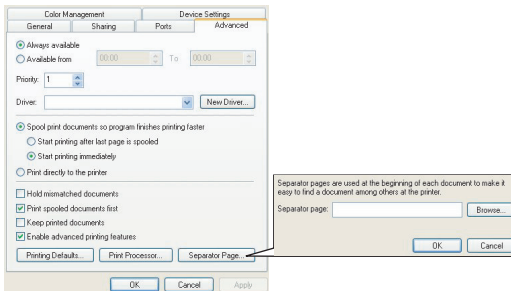 Color Management Device Settings
General Sharing Ports Advanced
Always available
Available from 00:00 To 00:00
Priority: 1
Driver: New Driver...
Spool print documents so program finishes printing faster
Start printing after last page is spooled
Start printing immediately
Print directly to the printer
Hold mismatched documents
Print spooled documents first
Keep printed documents
Enable advanced printing features
Printing Defaults... Print Processor... Separator Page...
OK Cancel Apply
Separator pages are used at the beginning of each document to make it
easy to find a document among others at the printer.
Separator page: Browse...
OK Cancel